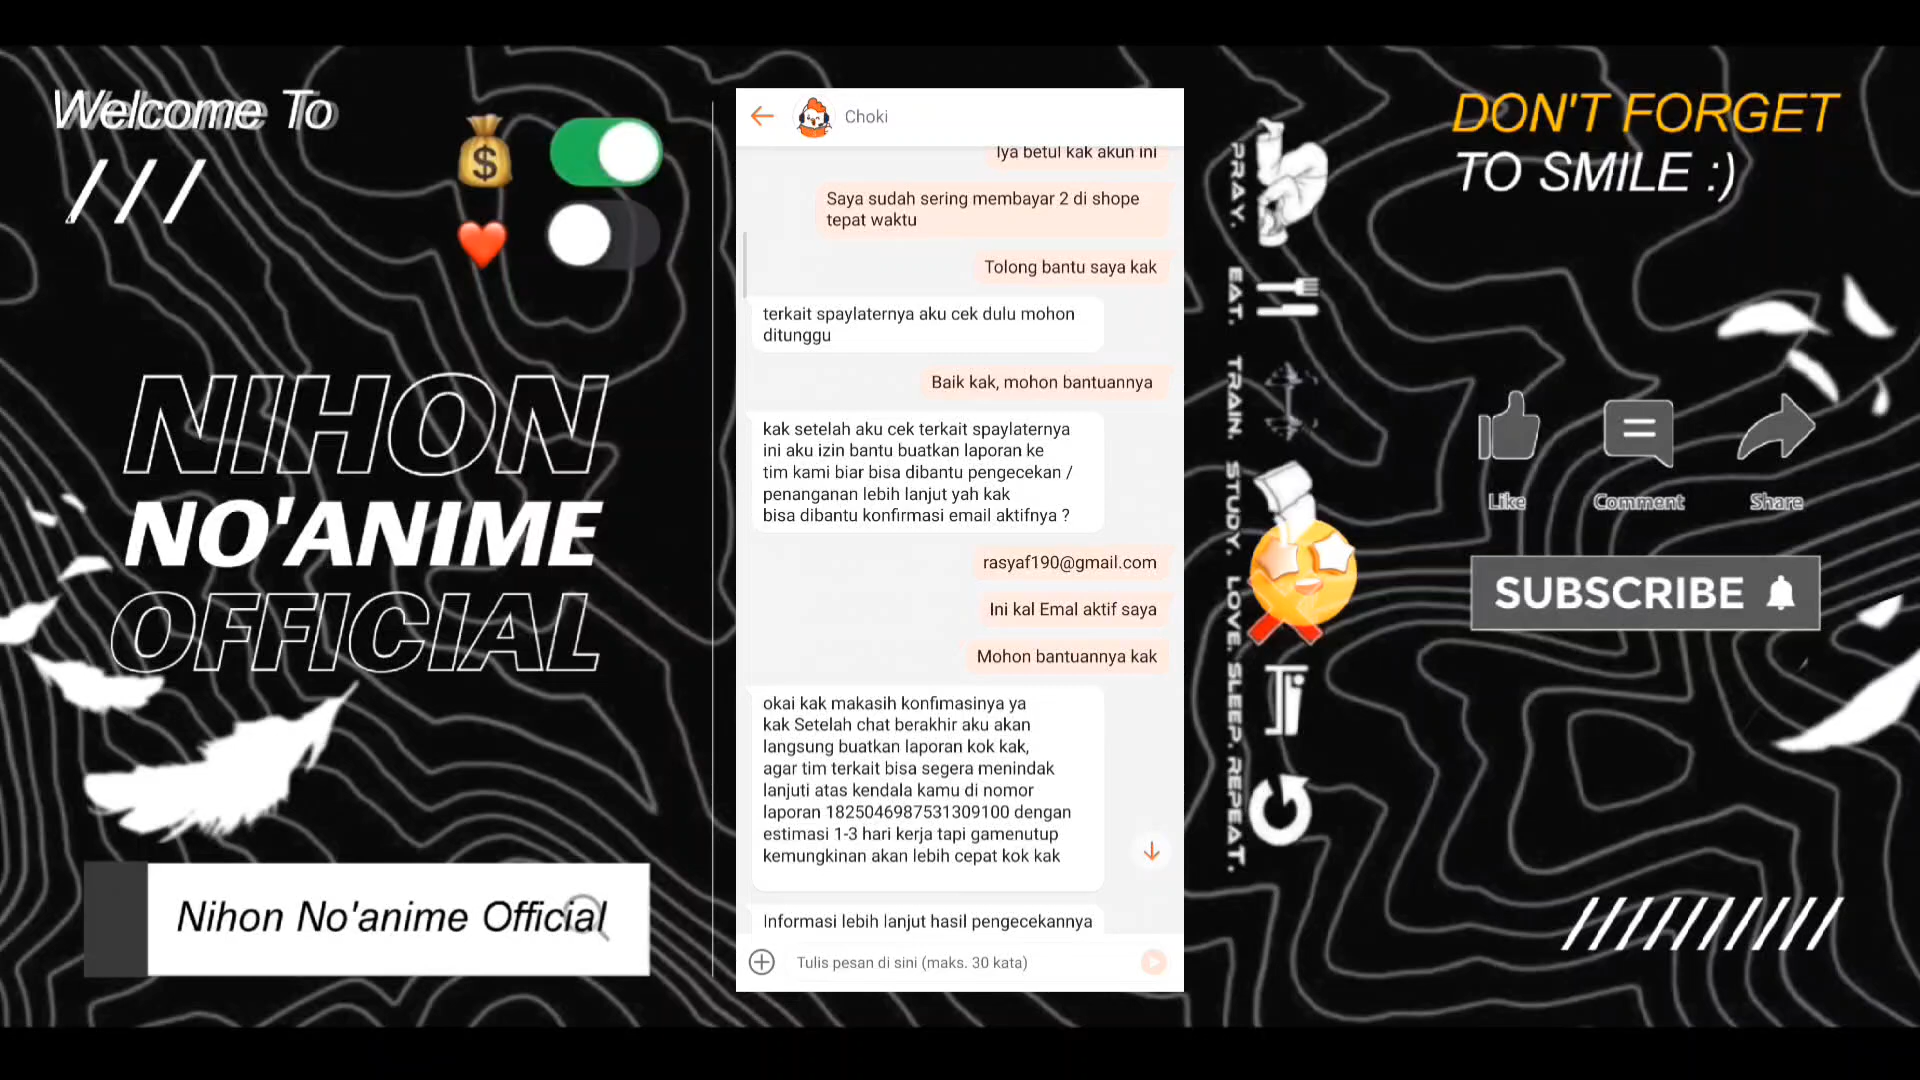 Welcome To
NIHON
NO'ANIME
OFFICIAL
Nihon No'anime Official
Choki
Iya betul kak akun ini
Saya sudah sering membayar 2 di shope
tepat waktu
Tolong bantu saya kak
terkait spaylaternya aku cek dulu mohon
ditunggu
Baik kak, mohon bantuannya
kak setelah aku cek terkait spaylaternya
ini aku izin bantu buatkan laporan ke
tim kami biar bisa dibantu pengecekan /
penanganan lebih lanjut yah kak
bisa dibantu konfirmasi email aktifnya ?
rasyaf190@gmail.com
Ini kal Emal aktif saya
Mohon bantuannya kak
okai kak makasih konfimasinya ya
kak Setelah chat berakhir aku akan
langsung buatkan laporan kok kak,
agar tim terkait bisa segera menindak
lanjuti atas kendala kamu di nomor
laporan 1825046987531309100 dengan
estimasi 1-3 hari kerja tapi gamenutup
kemungkinan akan lebih cepat kok kak
Informasi lebih lanjut hasil pengecekannya
Tulis pesan di sini (maks. 30 kata)
PRAY. EAT. TRAIN. STUDY. LOVE. SLEEP. REPEAT.
DON'T FORGET
TO SMILE :)
Like Comment Share
SUBSCRIBE